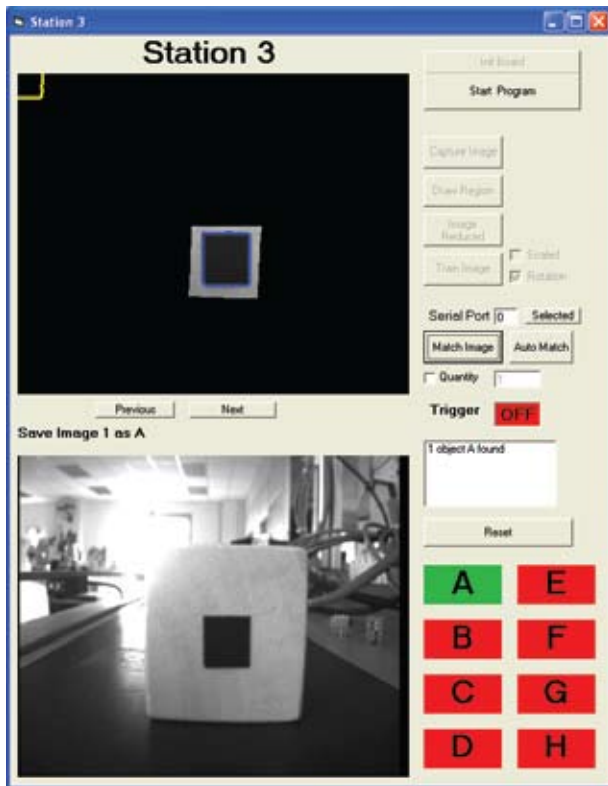 Station 3
Station 3
Init board
Start Program
Capture Image
Draw Region
Image
Reduced
Train Image
Scaled
Rotation
Serial Port 0 Selected
Match Image Auto Match
Quantity 1
Trigger OFF
Previous Next
Save Image 1 as A
1 object A found
Reset
A E
B F
C G
D H